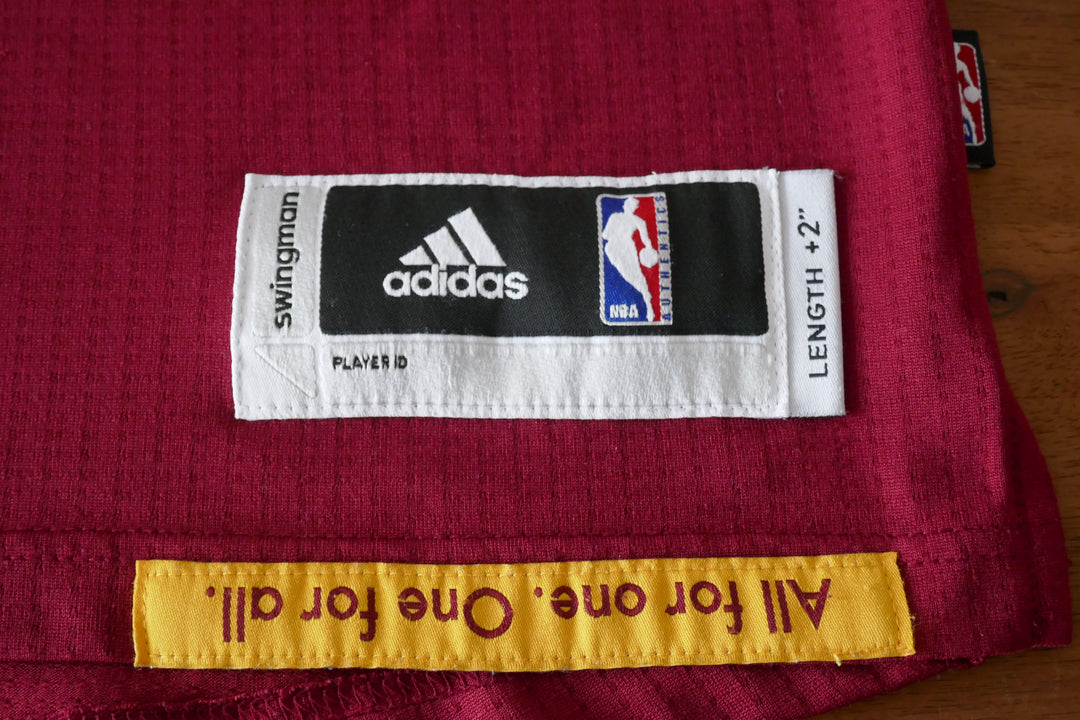 swingman
adidas
NBA
AUTHENTICS
LENGTH +2"
PLAYER ID
All for one. One for all.